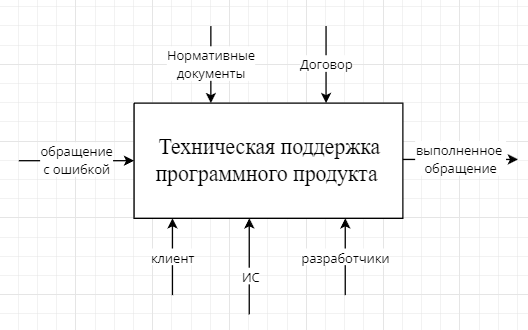 Нормативные
документы
Договор
обращение
с ошибкой
Техническая поддержка
программного продукта
выполненное
обращение
клиент
ИС
разработчики